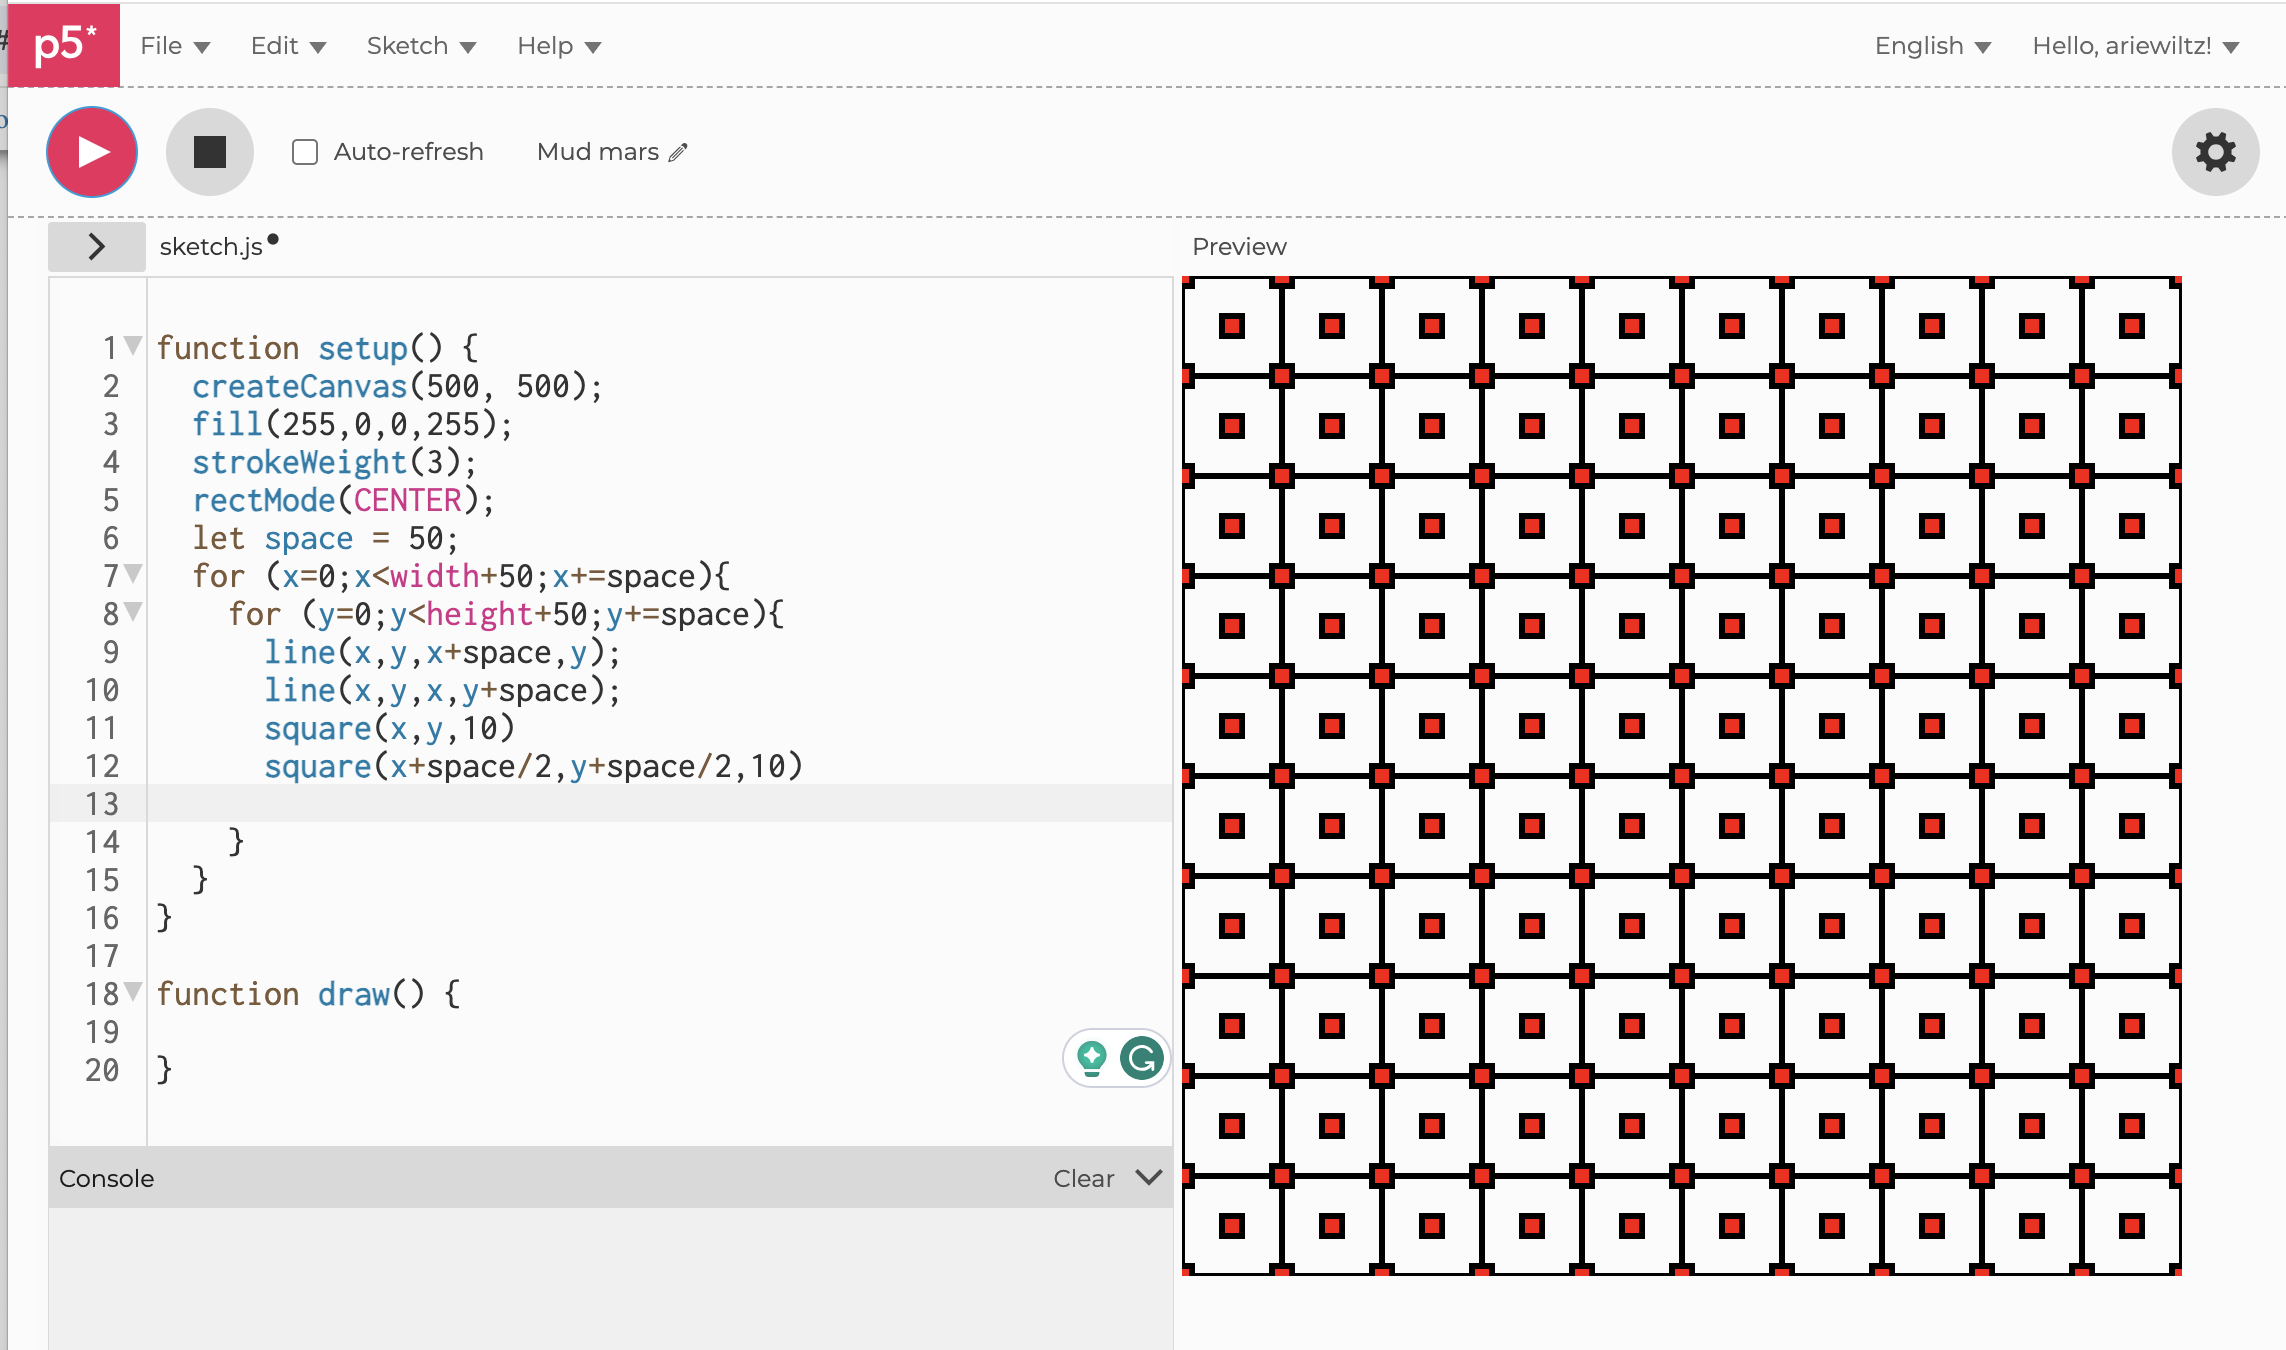 p5* File Edit Sketch Help English Hello, ariewiltz!
Auto-refresh Mud mars
sketch.js Preview
1 function setup() {
2 createCanvas(500, 500);
3 fill(255,0,0,255);
4 strokeWeight(3);
5 rectMode(CENTER);
6 let space = 50;
7 for (x=0;x<width+50;x+=space){
8 for (y=0;y<height+50;y+=space){
9 line(x,y,x+space,y);
10 line(x,y,x,y+space);
11 square(x,y,10)
12 square(x+space/2,y+space/2,10)
13
14 }
15 }
16 }
17
18 function draw() {
19
20 }
Console Clear